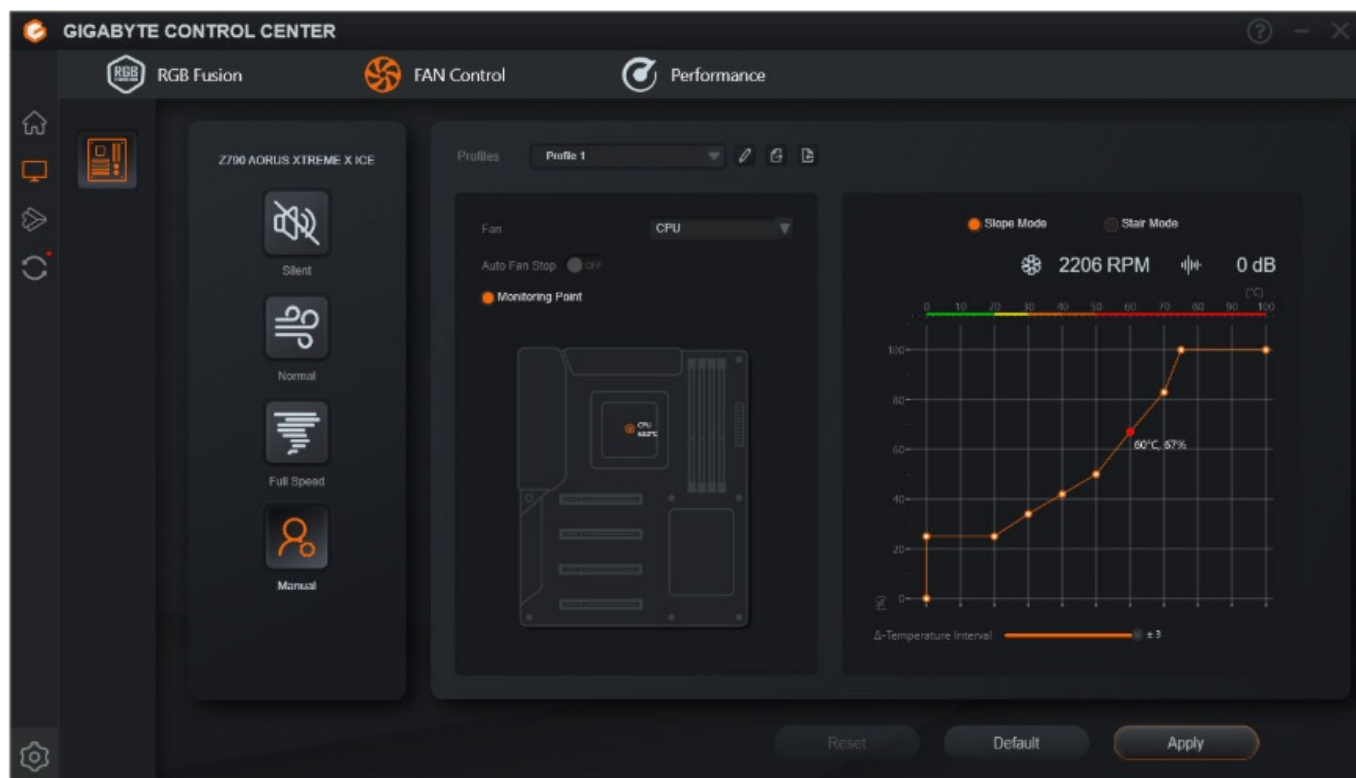 GIGABYTE CONTROL CENTER
RGB Fusion
FAN Control
Performance
Z790 AORUS XTREME X ICE
Silent
Normal
Full Speed
Manual
Profiles
Profile 1
Fan
CPU
Auto Fan Stop
OFF
Monitoring Point
CPU
Slope Mode
Stair Mode
2206 RPM
0 dB
(°C)
0 10 20 30 40 50 60 70 80 90 100
100
80
60
40
20
0
(%)
60°C, 67%
Δ-Temperature Interval
± 3
Reset
Default
Apply